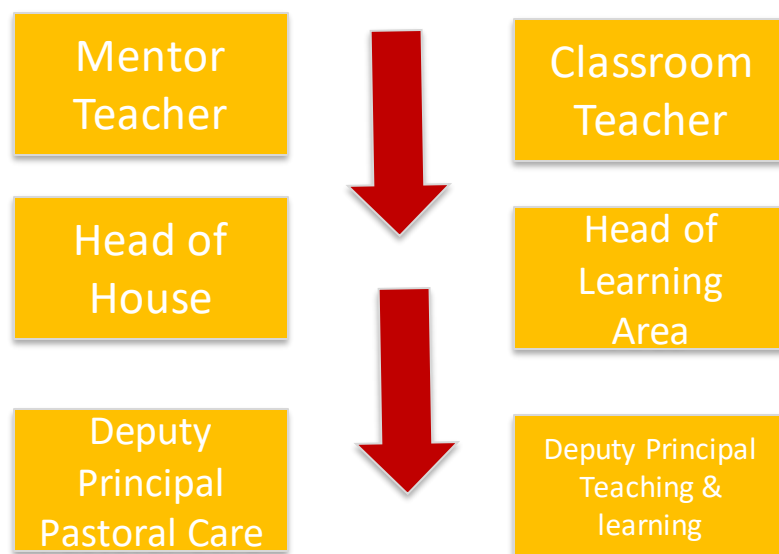 Mentor
Teacher
Classroom
Teacher
Head of
House
Head of
Learning
Area
Deputy
Principal
Pastoral Care
Deputy Principal
Teaching &
learning